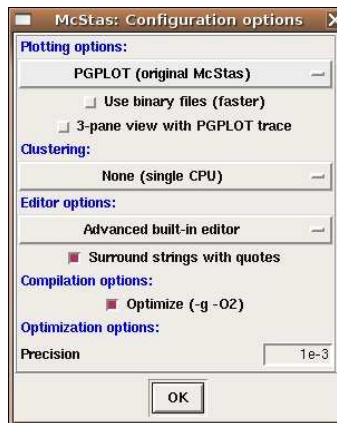 McStas: Configuration options
Plotting options:
PGPLOT (original McStas)
Use binary files (faster)
3-pane view with PGPLOT trace
Clustering:
None (single CPU)
Editor options:
Advanced built-in editor
Surround strings with quotes
Compilation options:
Optimize (-g -O2)
Optimization options:
Precision 1e-3
OK